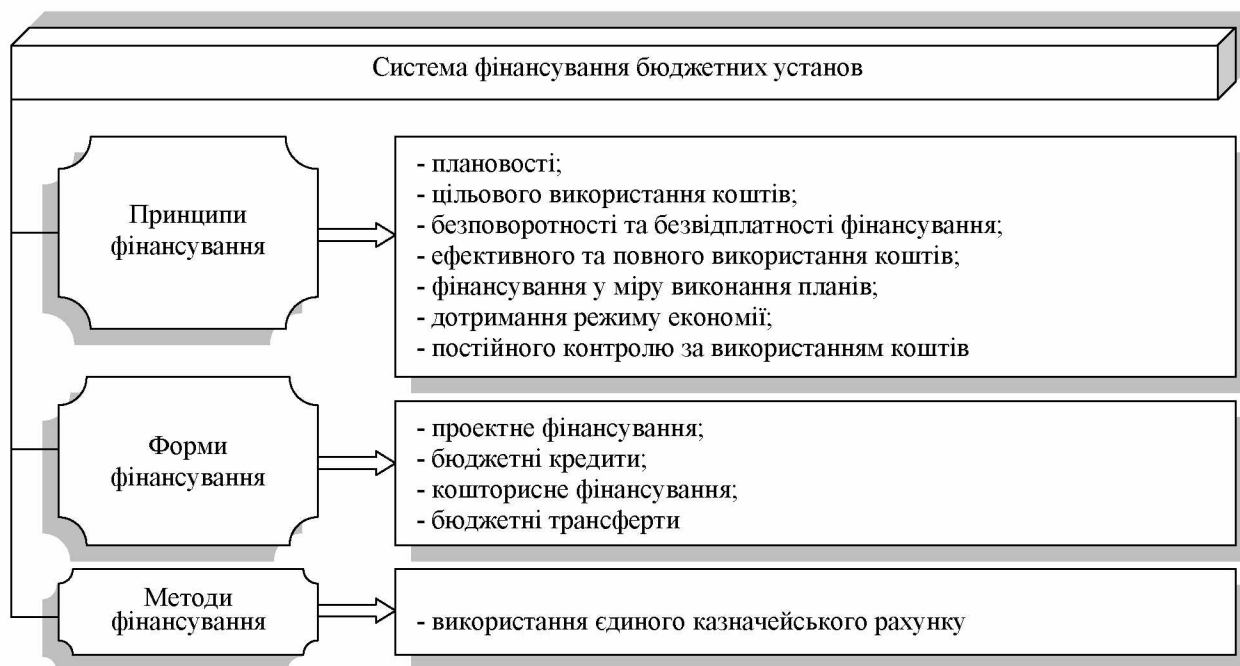 Система фінансування бюджетних установ
Принципи
фінансування
- плановості;
- цільового використання коштів;
- безповоротності та безвідплатності фінансування;
- ефективного та повного використання коштів;
- фінансування у міру виконання планів;
- дотримання режиму економії;
- постійного контролю за використанням коштів
Форми
фінансування
- проектне фінансування;
- бюджетні кредити;
- кошторисне фінансування;
- бюджетні трансферти
Методи
фінансування
- використання єдиного казначейського рахунку